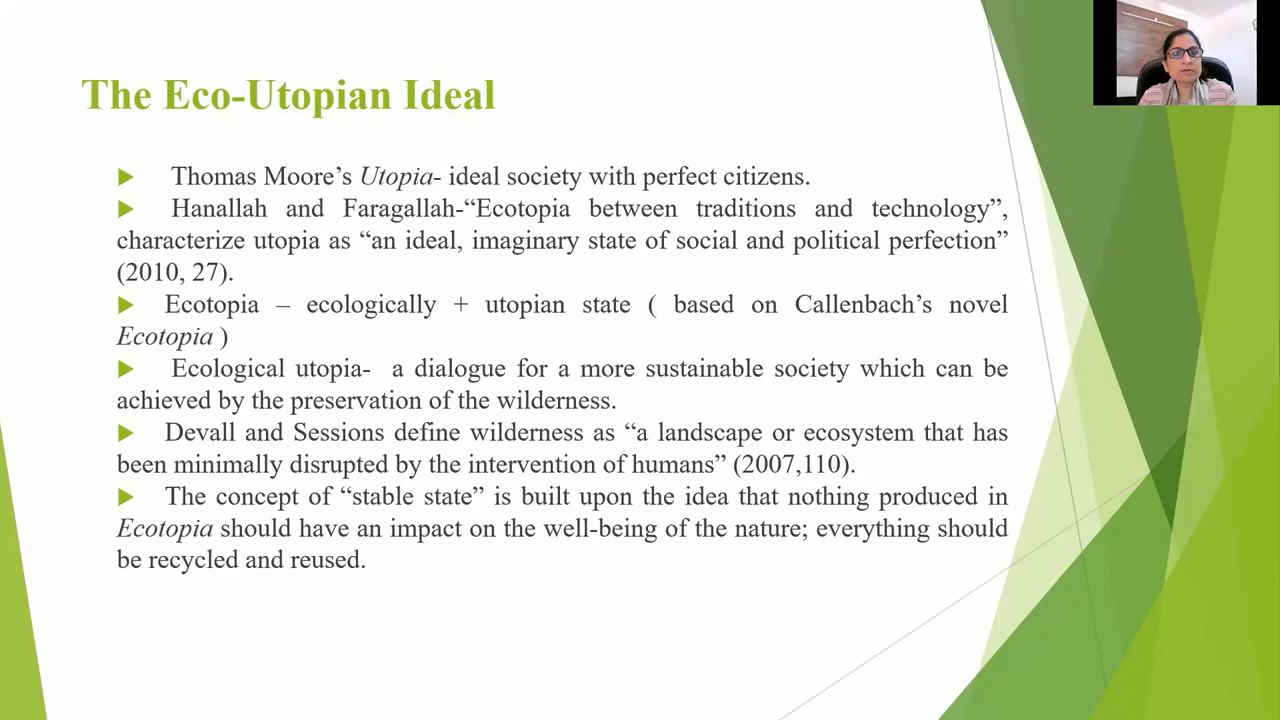 The Eco-Utopian Ideal
Thomas Moore’s Utopia- ideal society with perfect citizens.
Hanallah and Faragallah-“Ecotopia between traditions and technology”,
characterize utopia as “an ideal, imaginary state of social and political perfection”
(2010, 27).
Ecotopia – ecologically + utopian state ( based on Callenbach’s novel
Ecotopia )
Ecological utopia- a dialogue for a more sustainable society which can be
achieved by the preservation of the wilderness.
Devall and Sessions define wilderness as “a landscape or ecosystem that has
been minimally disrupted by the intervention of humans” (2007,110).
The concept of “stable state” is built upon the idea that nothing produced in
Ecotopia should have an impact on the well-being of the nature; everything should
be recycled and reused.